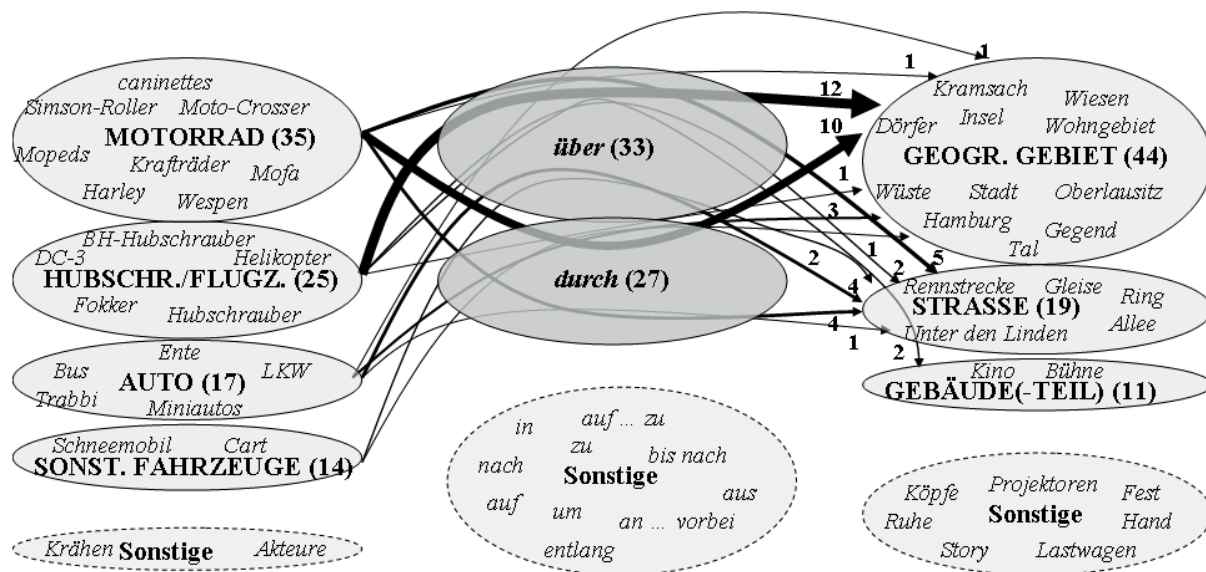 caninettes
Simson-Roller Moto-Crosser
MOTORRAD (35)
Mopeds Krafträder Mofa
Harley Wespen
BH-Hubschrauber
DC-3 Helikopter
HUBSCHR./FLUGZ. (25)
Fokker Hubschrauber
Ente
Bus LKW
AUTO (17)
Trabbi Miniautos
Schneemobil Cart
SONST. FAHRZEUGE (14)
Krähen Sonstige Akteure
über (33)
durch (27)
in auf ... zu
zu
nach bis nach
Sonstige
auf um aus
an ... vorbei
entlang
1
1
12
10
1
3
1
2
2
5
4
4
1
2
Kramsach Wiesen
Dörfer Insel Wohngebiet
GEOGR. GEBIET (44)
Wüste Stadt Oberlausitz
Hamburg Gegend
Tal
Rennstrecke Gleise Ring
STRASSE (19)
Unter den Linden Allee
Kino Bühne
GEBÄUDE(-TEIL) (11)
Köpfe Projektoren Fest
Ruhe Sonstige Hand
Story Lastwagen